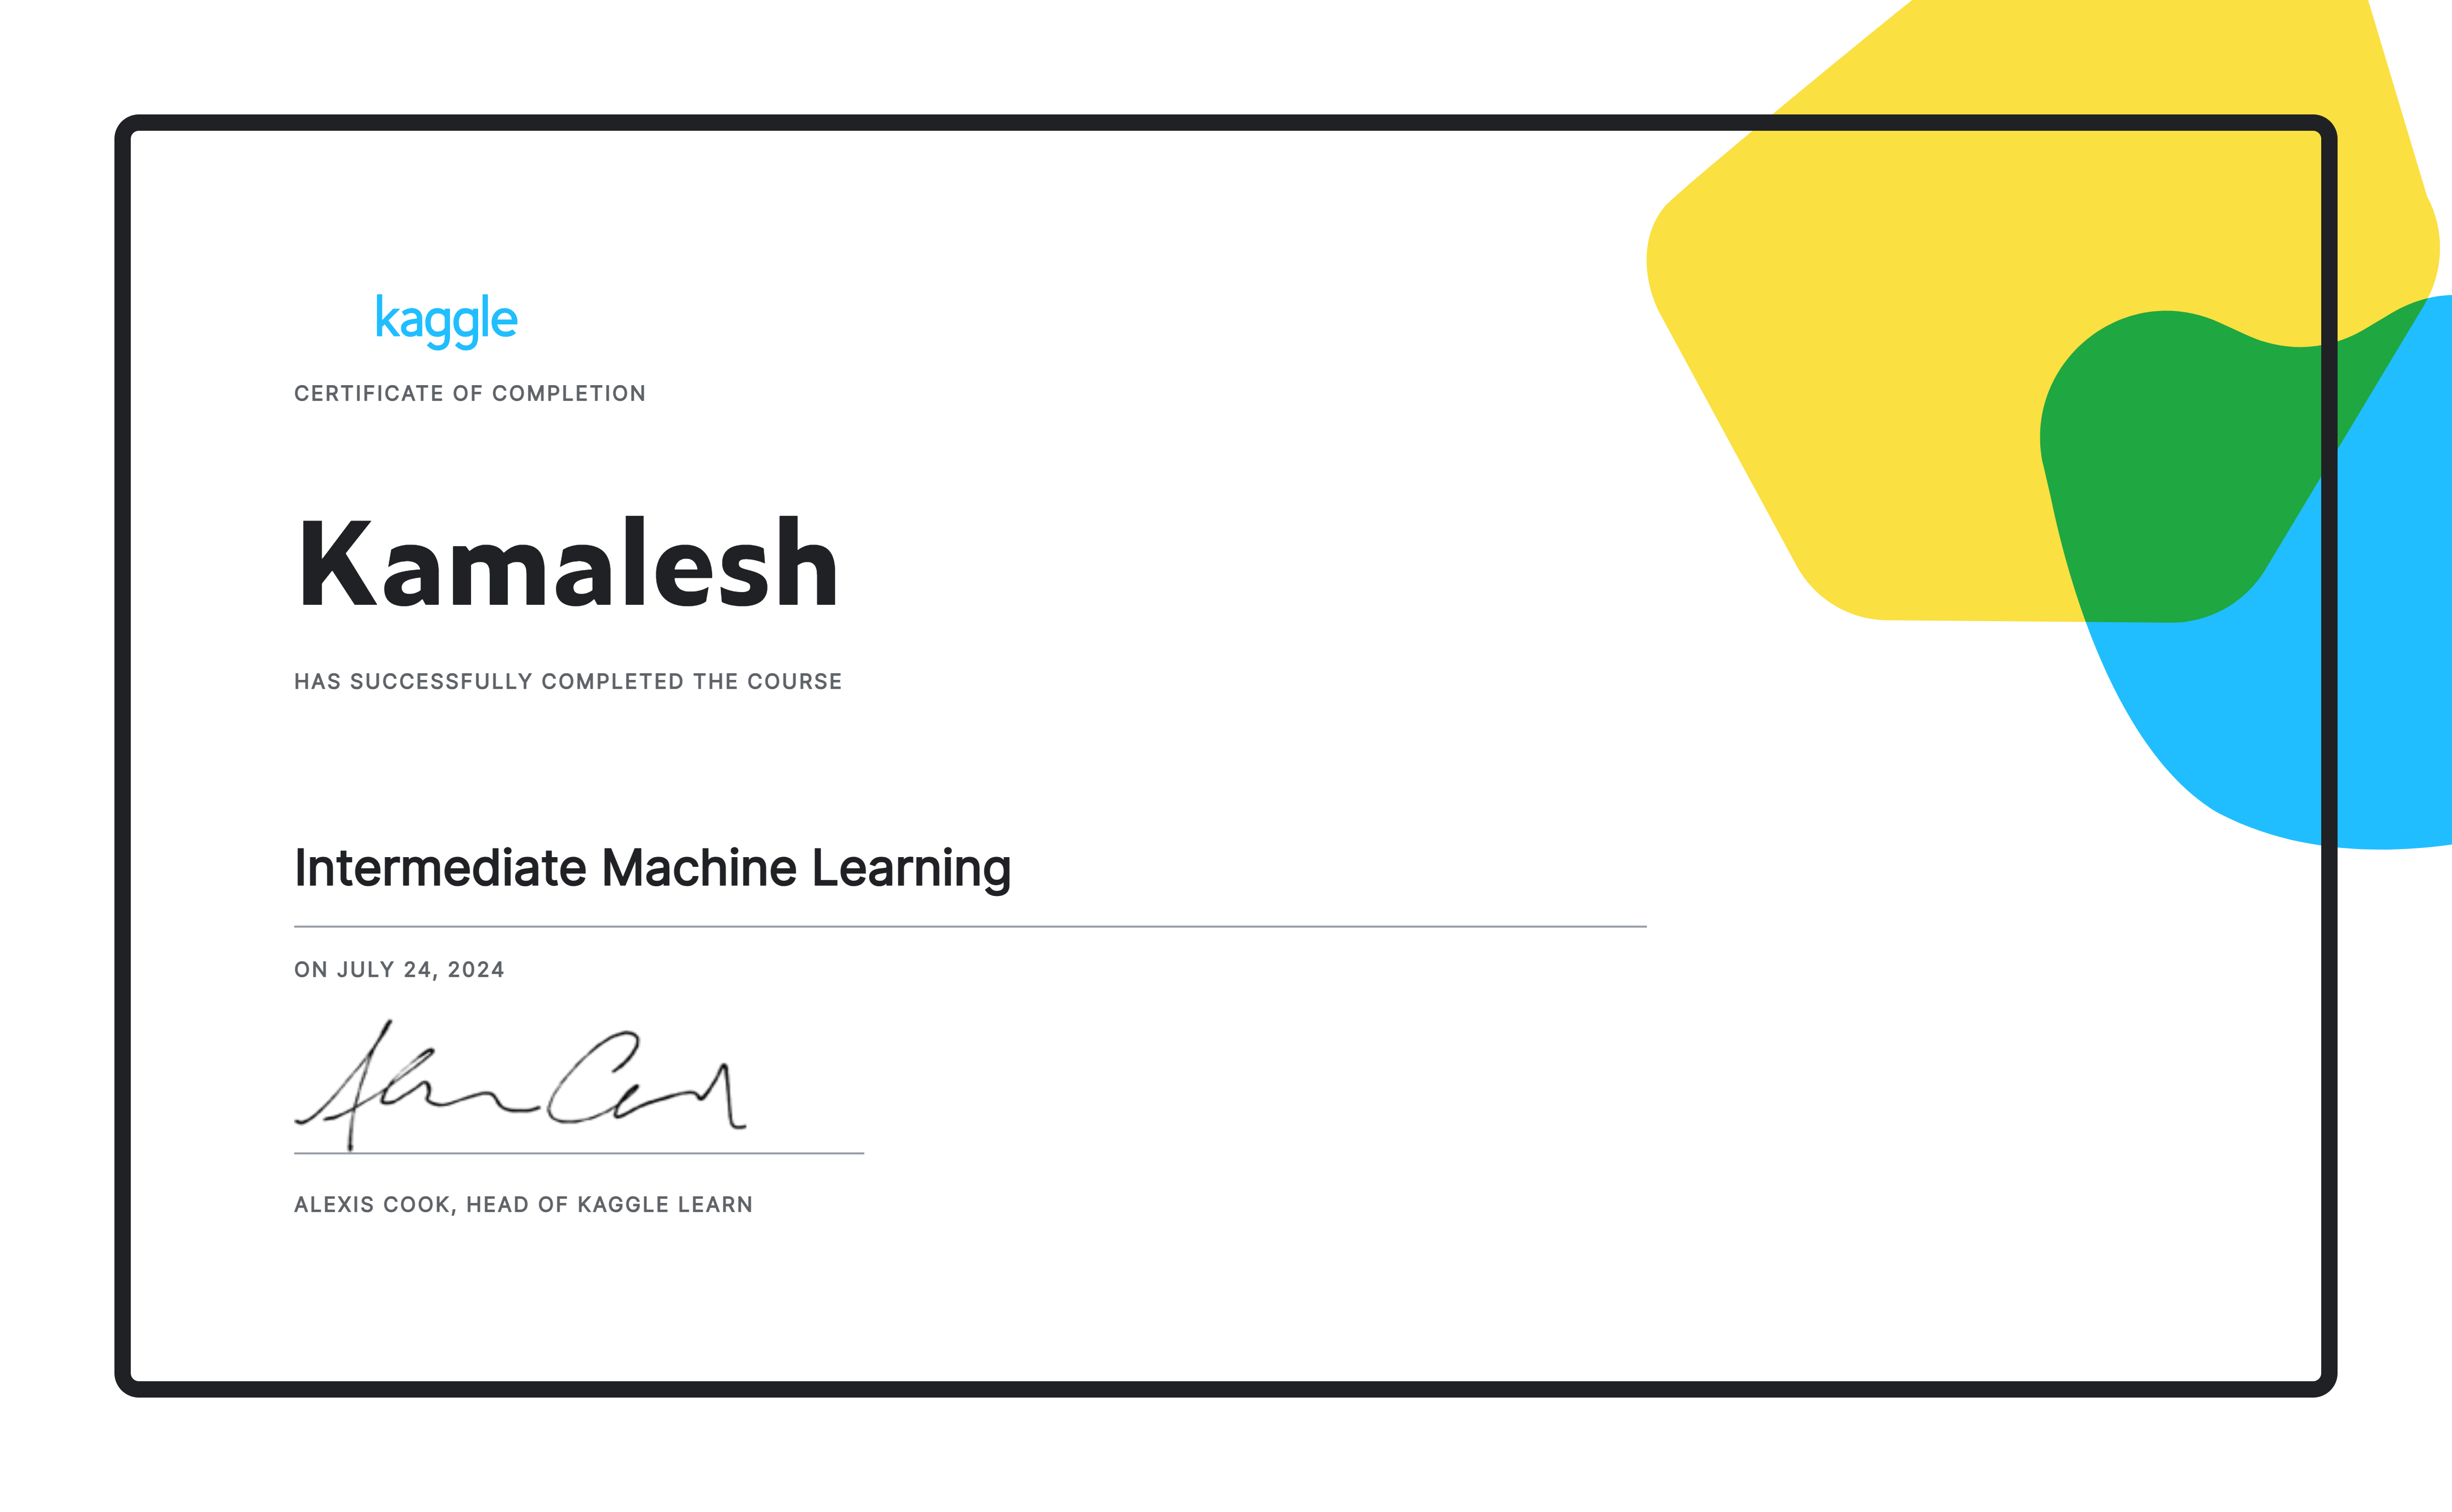 kaggle
CERTIFICATE OF COMPLETION
Kamalesh
HAS SUCCESSFULLY COMPLETED THE COURSE
Intermediate Machine Learning
ON JULY 24, 2024
ALEXIS COOK, HEAD OF KAGGLE LEARN